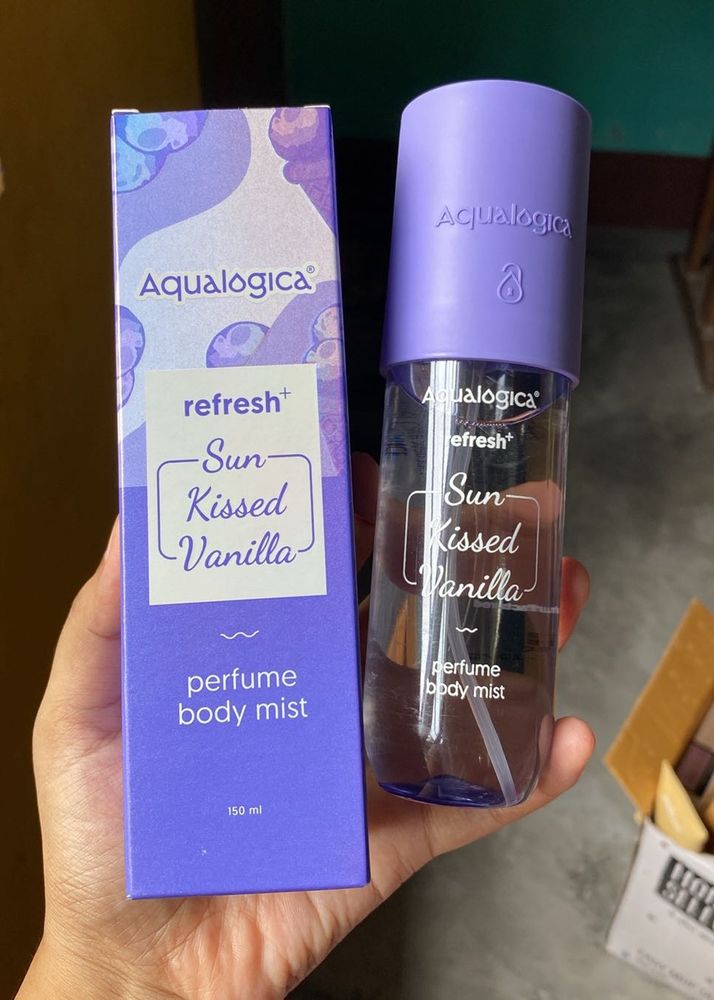 Aqualogica®
refresh+
Sun
Kissed
Vanilla
perfume
body mist
150 ml
Aqualogica
Aqualogica®
refresh+
Sun
Kissed
Vanilla
perfume
body mist